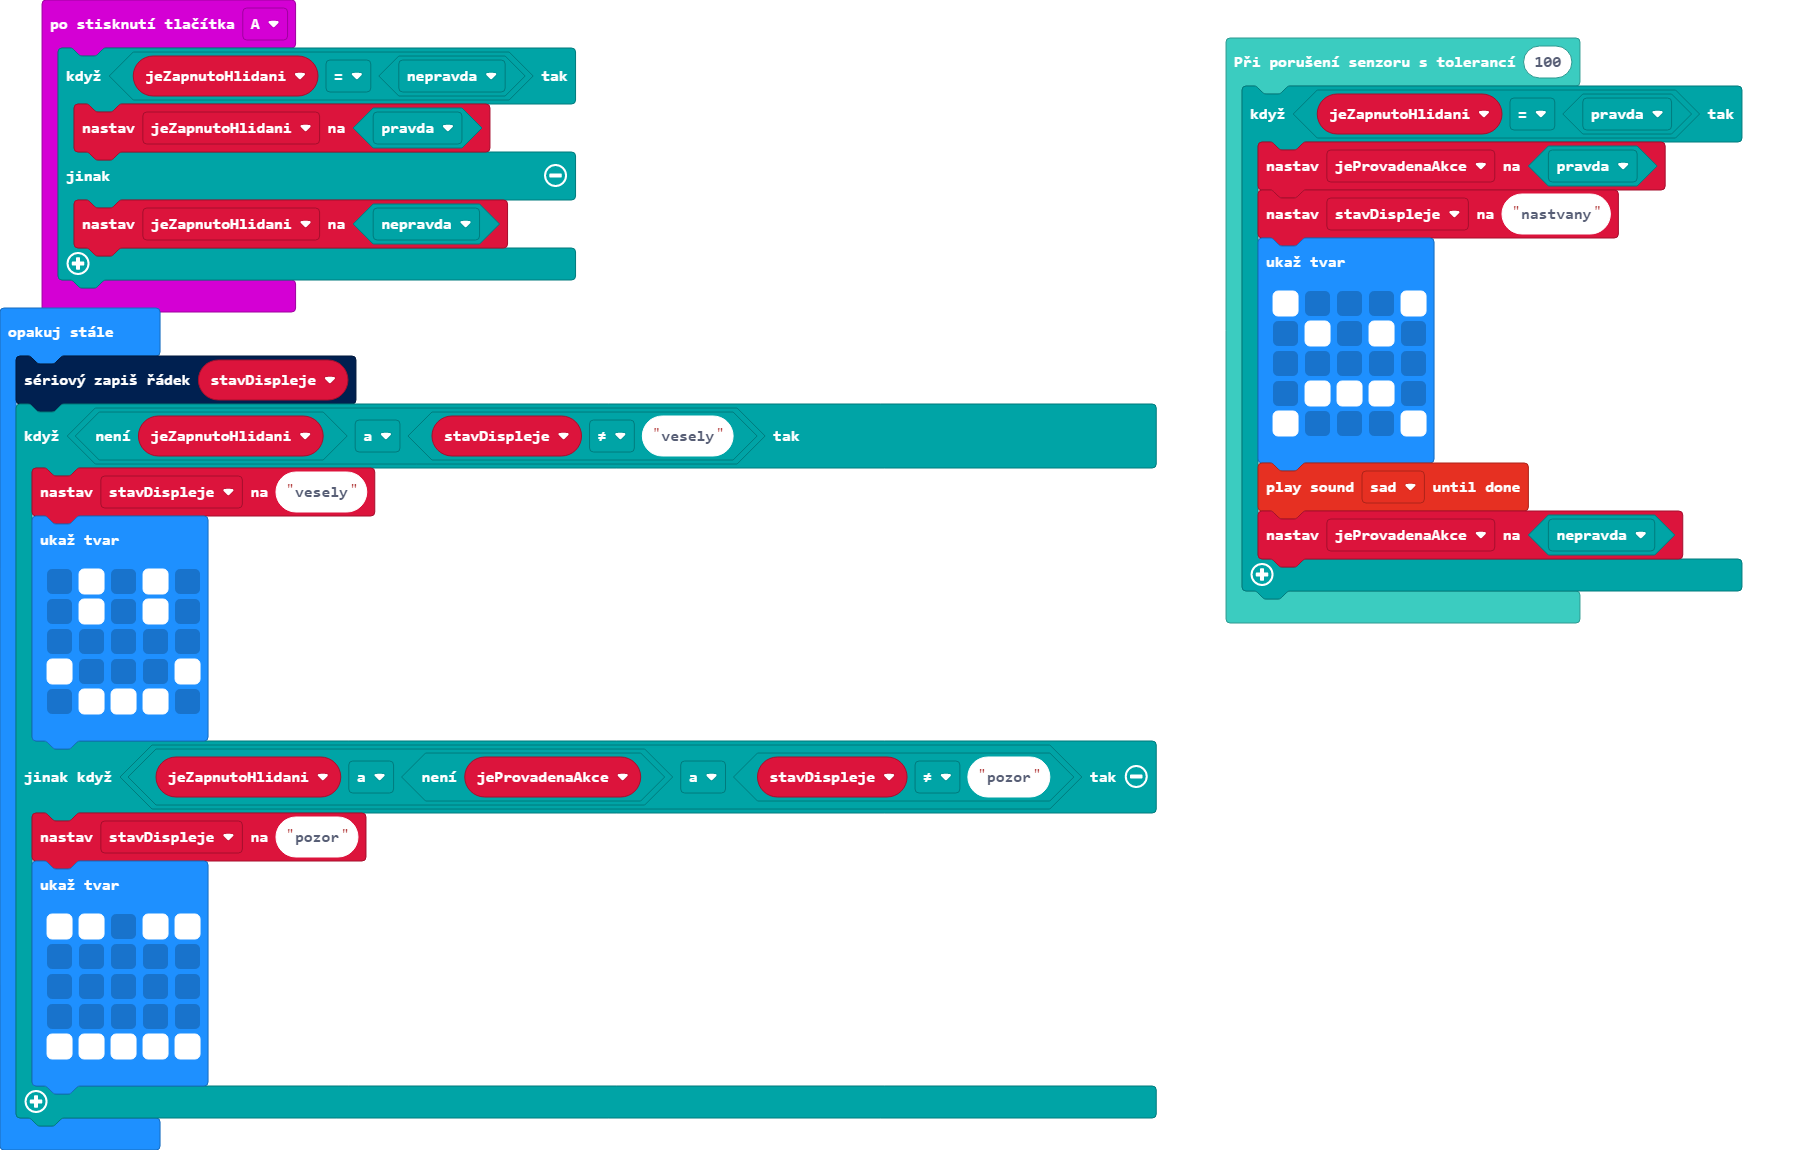 po stisknutí tlačítka A
když jeZapnutoHlidani = nepravda tak
nastav jeZapnutoHlidani na pravda
jinak
nastav jeZapnutoHlidani na nepravda
opakuj stále
sériový zapiš řádek stavDispleje
když není jeZapnutoHlidani a stavDispleje ≠ "vesely" tak
nastav stavDispleje na "vesely"
ukaž tvar
jinak když jeZapnutoHlidani a není jeProvadenaAkce a stavDispleje ≠ "pozor" tak
nastav stavDispleje na "pozor"
ukaž tvar
Při porušení senzoru s tolerancí 100
když jeZapnutoHlidani = pravda tak
nastav jeProvadenaAkce na pravda
nastav stavDispleje na "nastvany"
ukaž tvar
play sound sad until done
nastav jeProvadenaAkce na nepravda